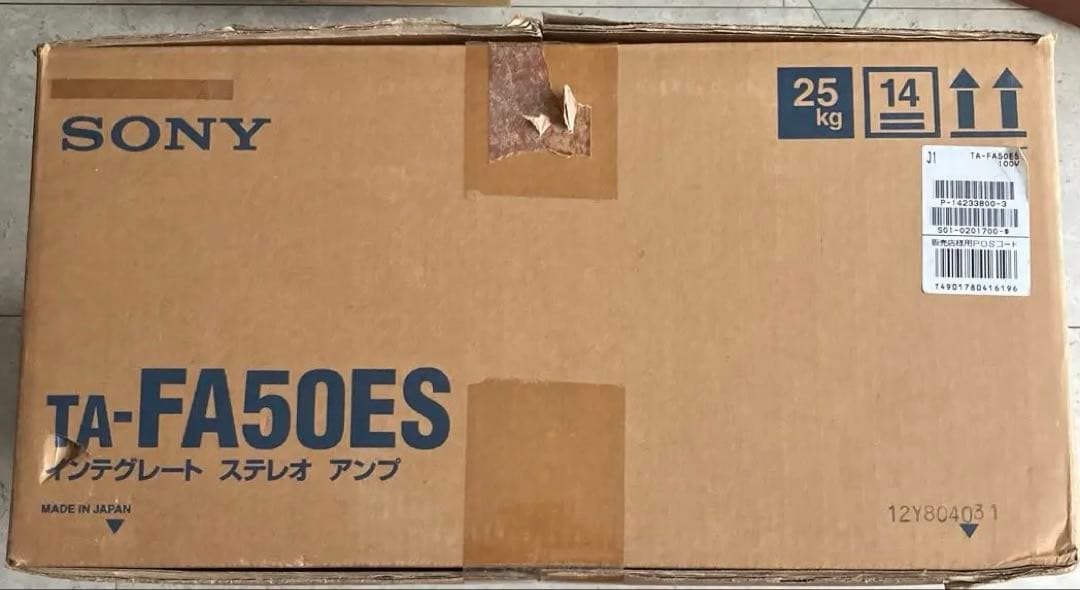 SONY
25
kg
14
J1 TA-FA50ES
100V
P-14233800-3
S01-0201700-
販売店様用POSコード
T4901780416196
TA-FA50ES
インテグレート ステレオ アンプ
MADE IN JAPAN
12Y804031